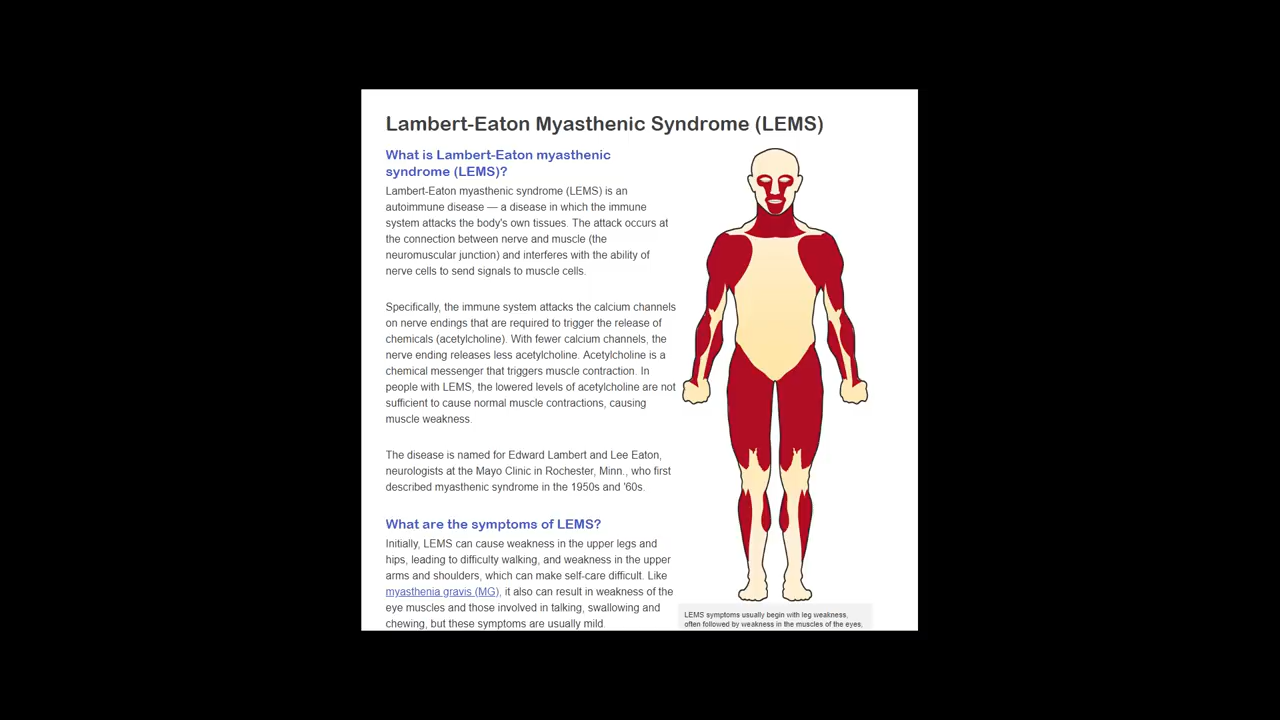 Lambert-Eaton Myasthenic Syndrome (LEMS)
What is Lambert-Eaton myasthenic
syndrome (LEMS)?
Lambert-Eaton myasthenic syndrome (LEMS) is an
autoimmune disease — a disease in which the immune
system attacks the body's own tissues. The attack occurs at
the connection between nerve and muscle (the
neuromuscular junction) and interferes with the ability of
nerve cells to send signals to muscle cells.
Specifically, the immune system attacks the calcium channels
on nerve endings that are required to trigger the release of
chemicals (acetylcholine). With fewer calcium channels, the
nerve ending releases less acetylcholine. Acetylcholine is a
chemical messenger that triggers muscle contraction. In
people with LEMS, the lowered levels of acetylcholine are not
sufficient to cause normal muscle contractions, causing
muscle weakness.
The disease is named for Edward Lambert and Lee Eaton,
neurologists at the Mayo Clinic in Rochester, Minn., who first
described myasthenic syndrome in the 1950s and '60s.
What are the symptoms of LEMS?
Initially, LEMS can cause weakness in the upper legs and
hips, leading to difficulty walking, and weakness in the upper
arms and shoulders, which can make self-care difficult. Like
myasthenia gravis (MG), it also can result in weakness of the
eye muscles and those involved in talking, swallowing and
chewing, but these symptoms are usually mild.
LEMS symptoms usually begin with leg weakness,
often followed by weakness in the muscles of the eyes,